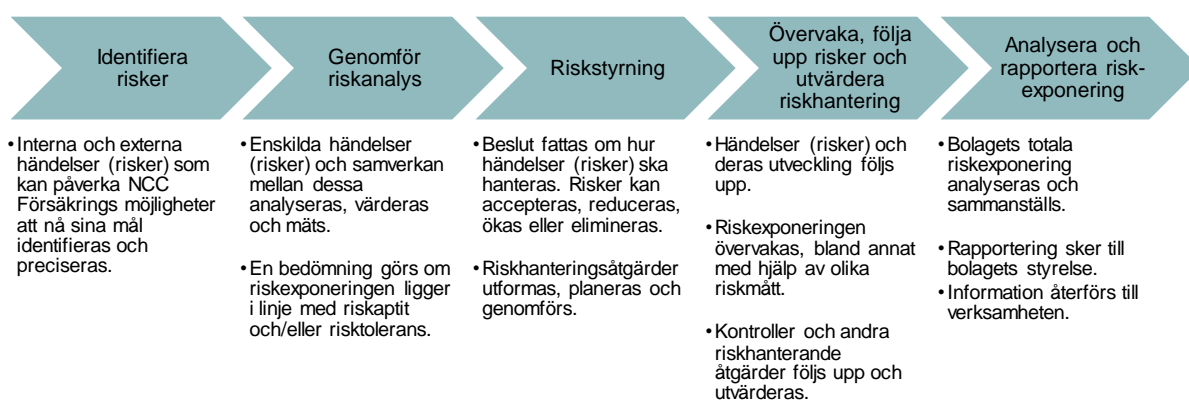 Identifiera
risker
Genomför
riskanalys
Riskstyrning
Övervaka, följa
upp risker och
utvärdera
riskhantering
Analysera och
rapportera risk-
exponering
• Interna och externa
händelser (risker) som
kan påverka NCC
Försäkrings möjligheter
att nå sina mål
identifieras och
preciseras.
• Enskilda händelser
(risker) och samverkan
mellan dessa
analyseras, värderas
och mäts.
• En bedömning görs om
riskexponeringen ligger
i linje med riskaptit
och/eller risktolerans.
• Beslut fattas om hur
händelser (risker) ska
hanteras. Risker kan
accepteras, reduceras,
ökas eller elimineras.
• Riskhanteringsåtgärder
utformas, planeras och
genomförs.
• Händelser (risker) och
deras utveckling följs
upp.
• Riskexponeringen
övervakas, bland annat
med hjälp av olika
riskmått.
• Kontroller och andra
riskhanterande
åtgärder följs upp och
utvärderas.
• Bolagets totala
riskexponering
analyseras och
sammanställs.
• Rapportering sker till
bolagets styrelse.
• Information återförs till
verksamheten.